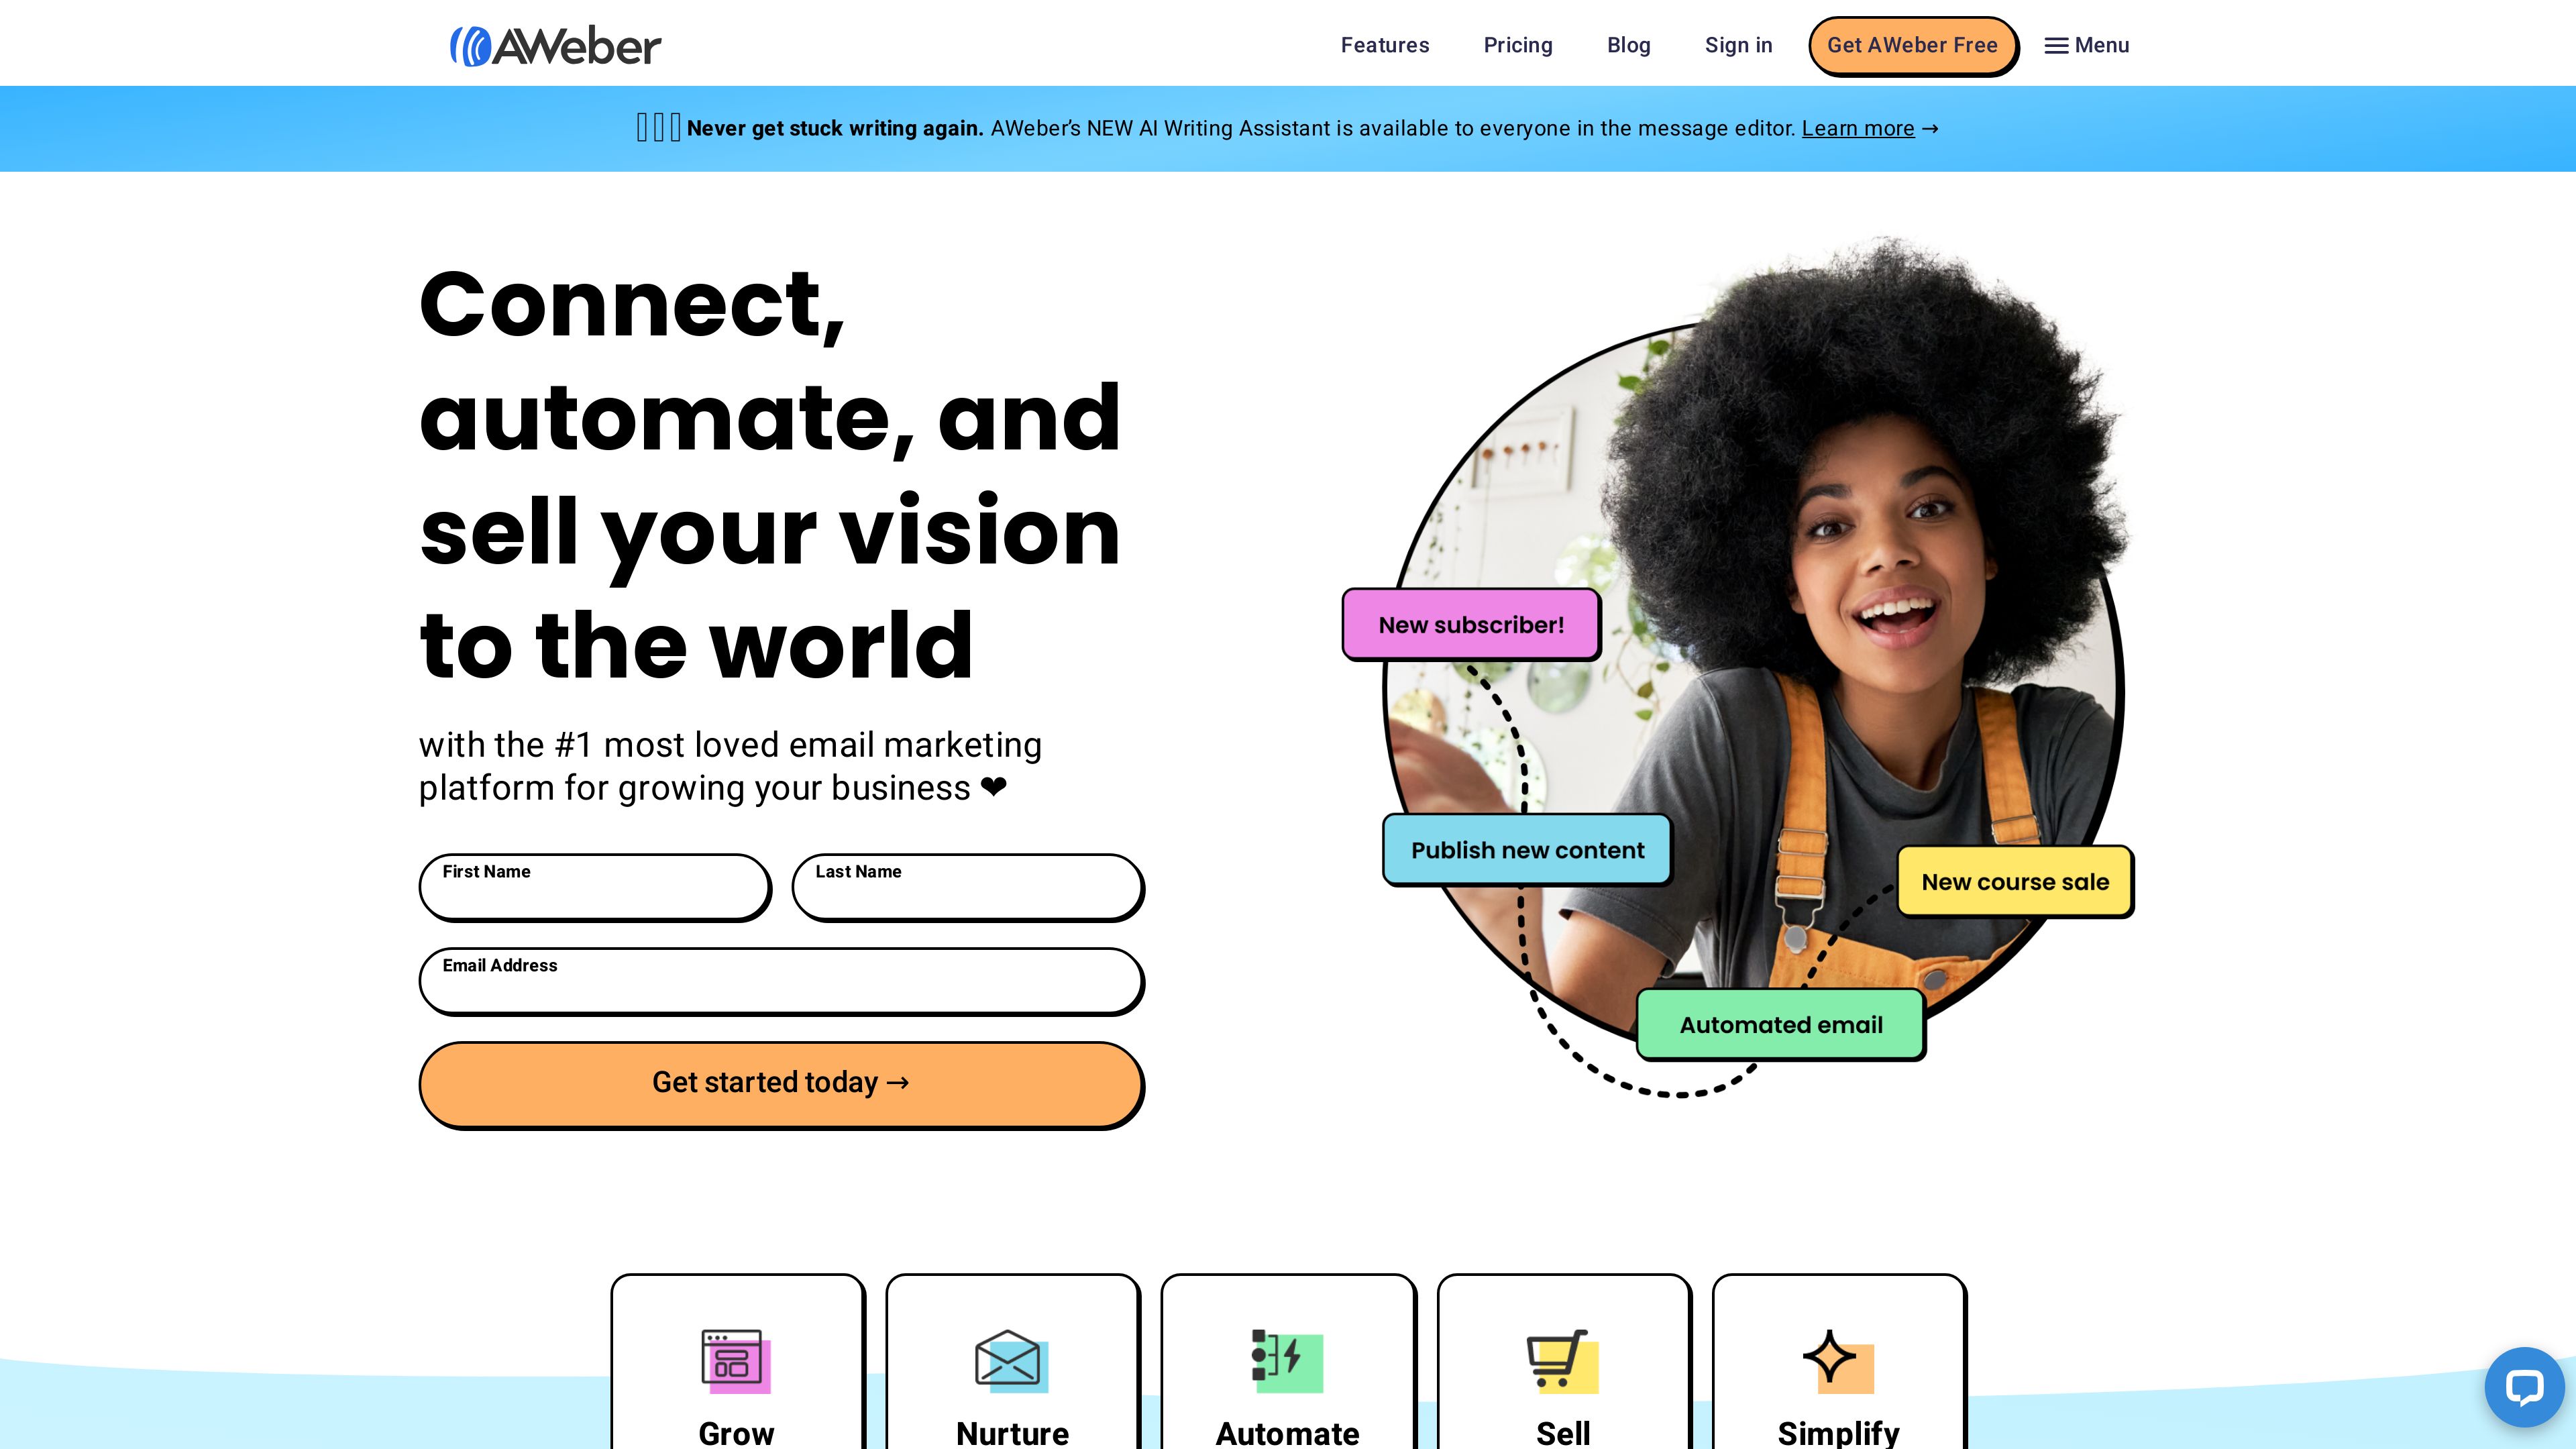 AWeber
Features
Pricing
Blog
Sign in
Get AWeber Free
Menu
Never get stuck writing again. AWeber’s NEW AI Writing Assistant is available to everyone in the message editor. Learn more →
Connect,
automate, and
sell your vision
to the world
with the #1 most loved email marketing
platform for growing your business ❤
First Name
Last Name
Email Address
Get started today →
New subscriber!
Publish new content
New course sale
Automated email
Grow
Nurture
Automate
Sell
Simplify